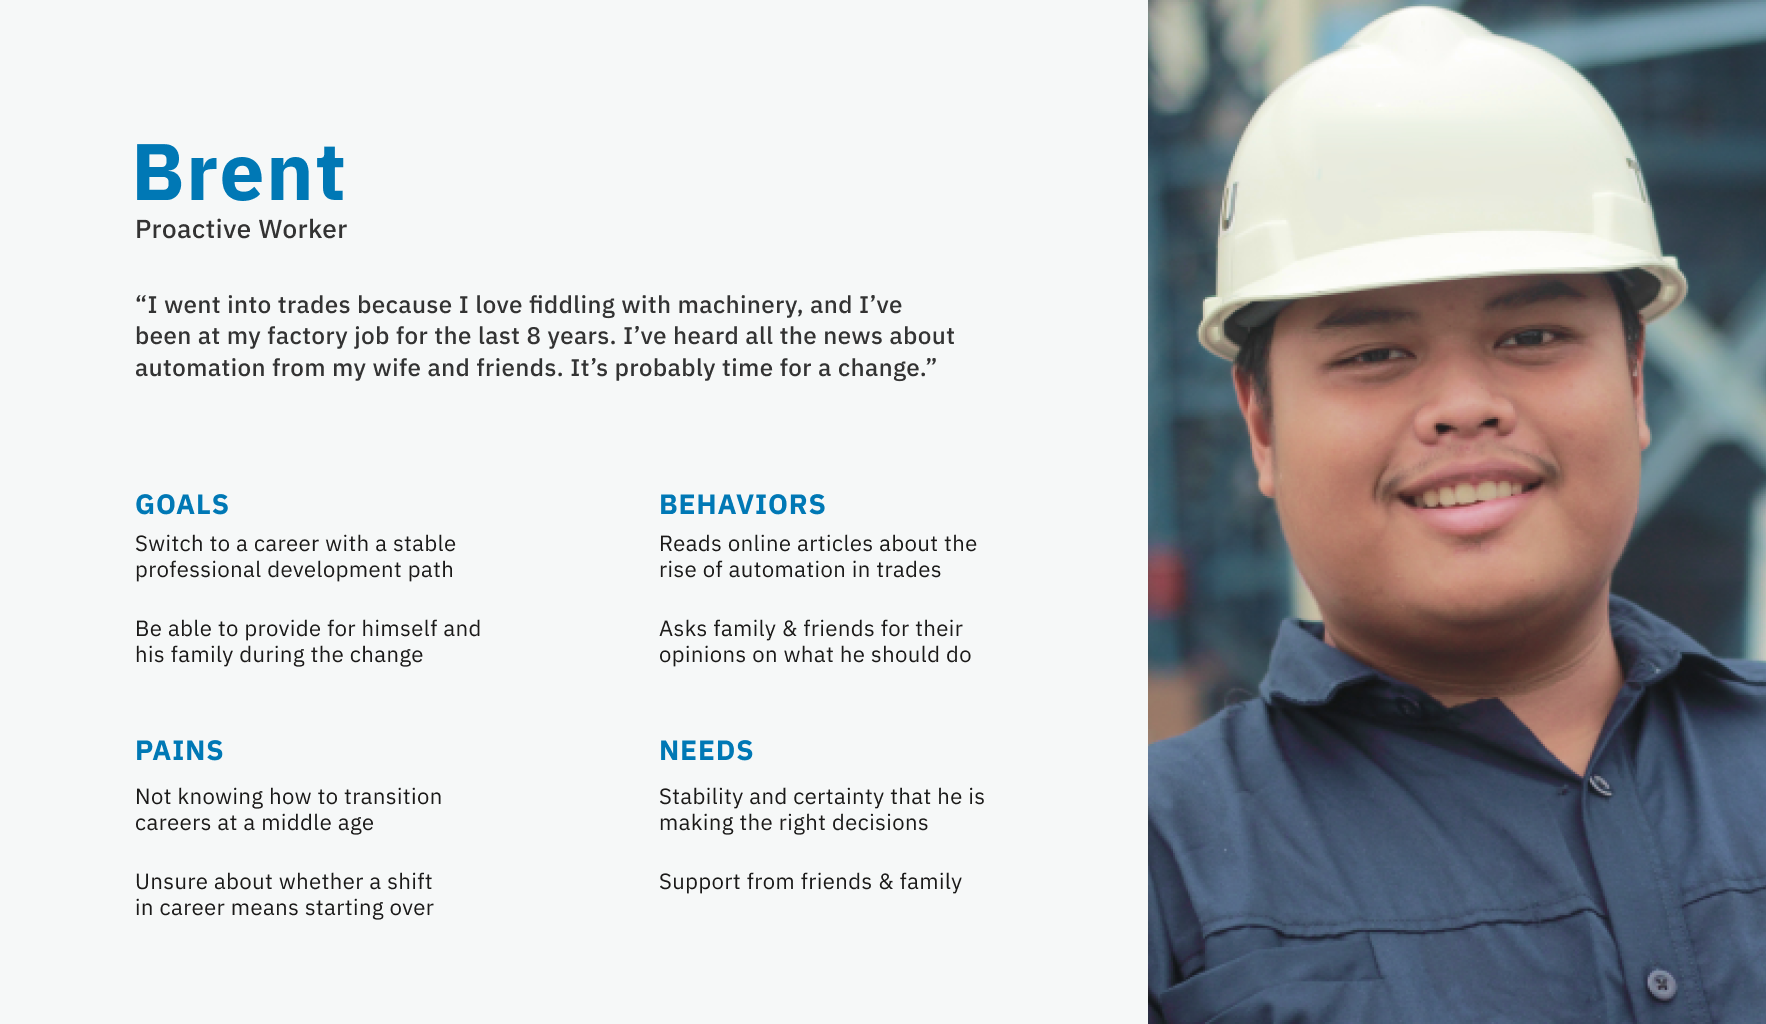 Brent
Proactive Worker
“I went into trades because I love fiddling with machinery, and I’ve
been at my factory job for the last 8 years. I’ve heard all the news about
automation from my wife and friends. It’s probably time for a change.”
GOALS
Switch to a career with a stable
professional development path
Be able to provide for himself and
his family during the change
BEHAVIORS
Reads online articles about the
rise of automation in trades
Asks family & friends for their
opinions on what he should do
PAINS
Not knowing how to transition
careers at a middle age
Unsure about whether a shift
in career means starting over
NEEDS
Stability and certainty that he is
making the right decisions
Support from friends & family